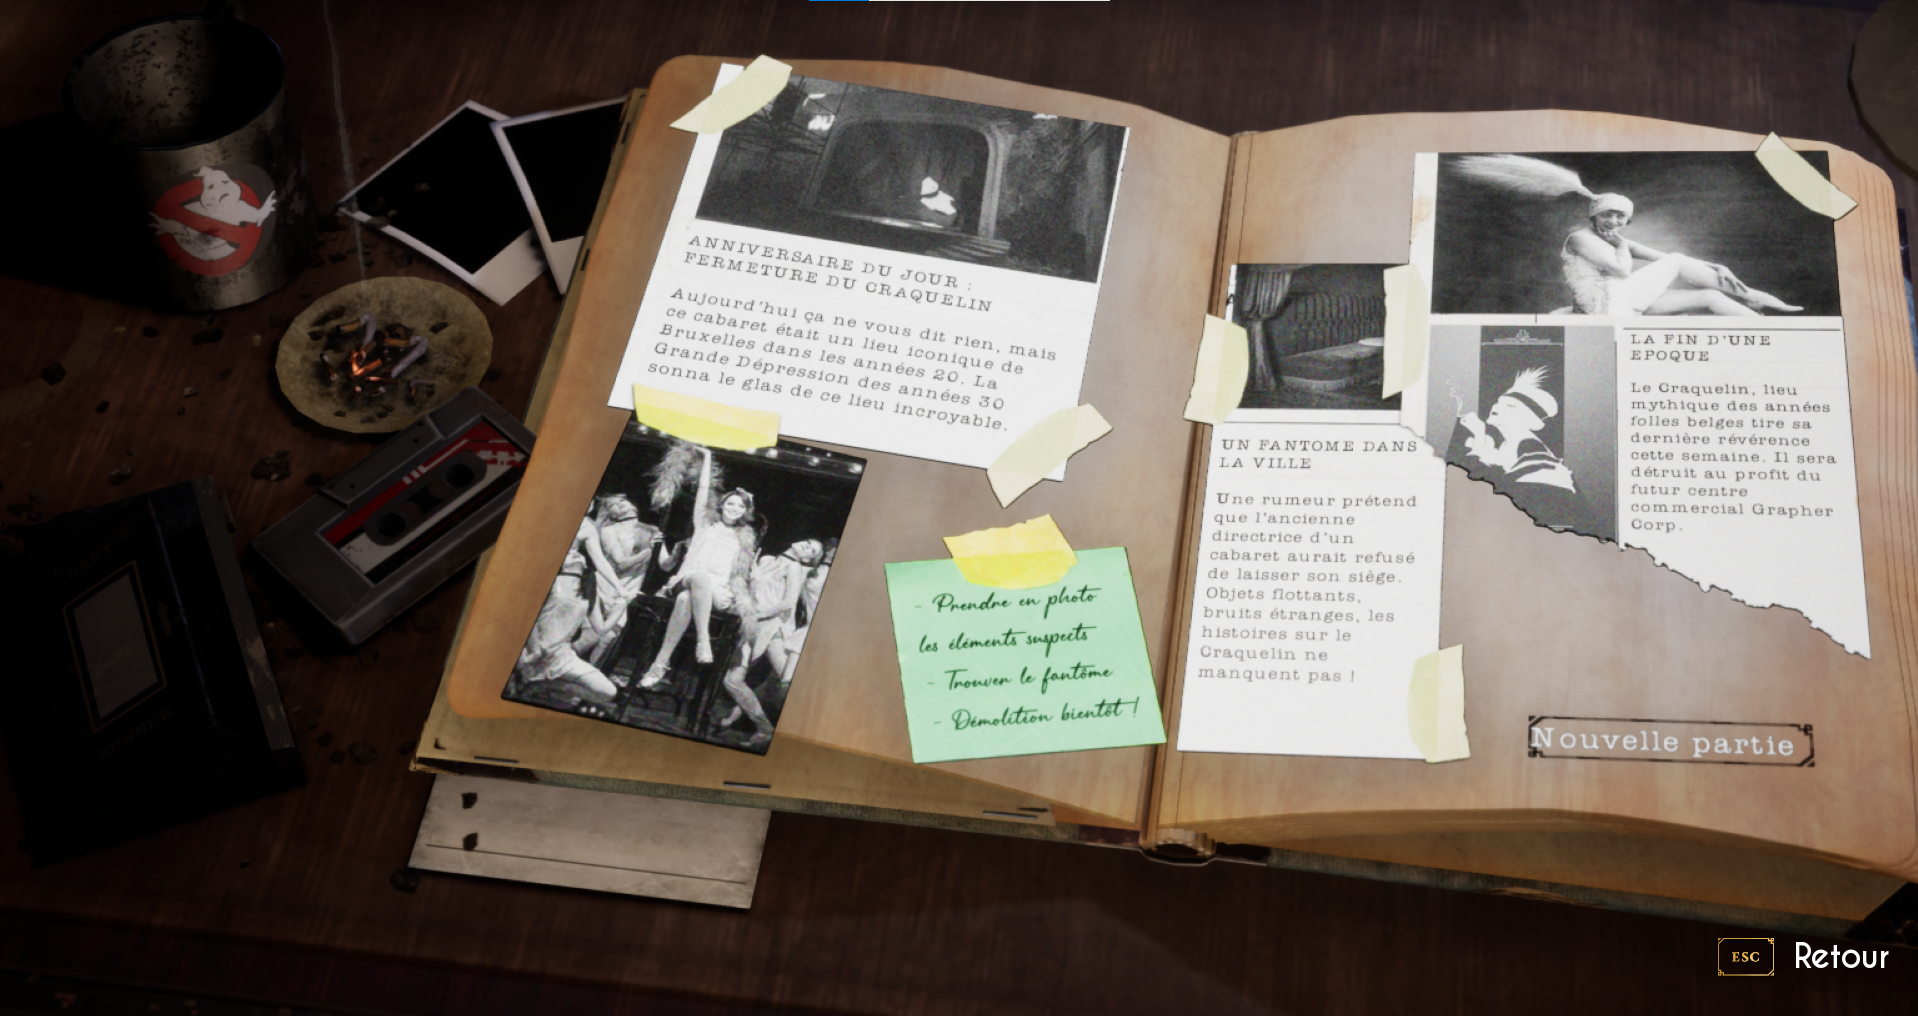 ANNIVERSAIRE DU JOUR :
FERMETURE DU CRAQUELIN
Aujourd'hui ça ne vous dit rien, mais
ce cabaret était un lieu iconique de
Bruxelles dans les années 20. La
Grande Dépression des années 30
sonna le glas de ce lieu incroyable.
- Prendre en photo
les éléments suspects
- Trouver le fantôme
- Démolition bientôt !
UN FANTOME DANS
LA VILLE
Une rumeur prétend
que l'ancienne
directrice d'un
cabaret aurait refusé
de laisser son siège.
Objets flottants,
bruits étranges, les
histoires sur le
Craquelin ne
manquent pas !
LA FIN D'UNE
EPOQUE
Le Craquelin, lieu
mythique des années
folles belges tire sa
dernière révérence
cette semaine. Il sera
détruit au profit du
futur centre
commercial Grapher
Corp.
Nouvelle partie
ESC Retour